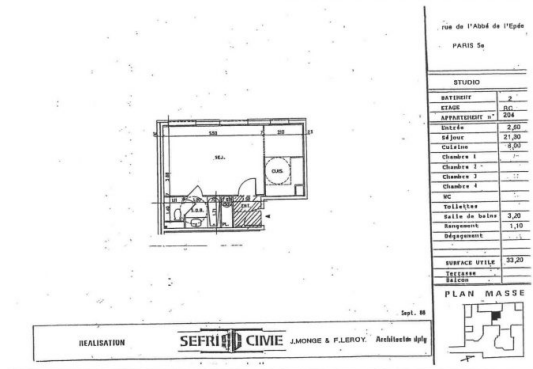 rue de l'Abbé de l'Epée
PARIS 5e
STUDIO
BATIMENT 2
ETAGE RC
APPARTEMENT n° 204
Entrée 2,60
Séjour 21,30
Cuisine
Chambre 1
Chambre 2
Chambre 3
Chambre 4
WC
Toilettes
Salle de bains 3,20
Rangement 1,10
Dégagement
SURFACE UTILE 33,20
Terrasse
Balcon
PLAN MASSE
SEJ.
CUIS.
S.D.B.
ENT.
PL.
A
Sept. 88
REALISATION
SEFRI CIME
J.MONGE & P.LEROY. Architectes dplg